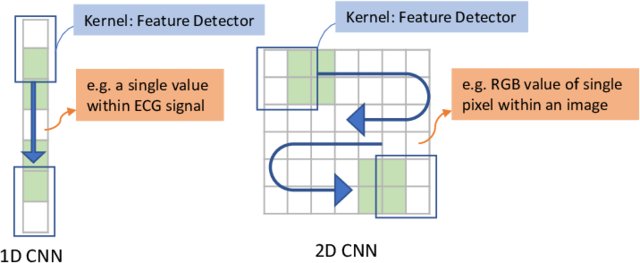 Kernel: Feature Detector
Kernel: Feature Detector
e.g. a single value
within ECG signal
e.g. RGB value of single
pixel within an image
1D CNN
2D CNN